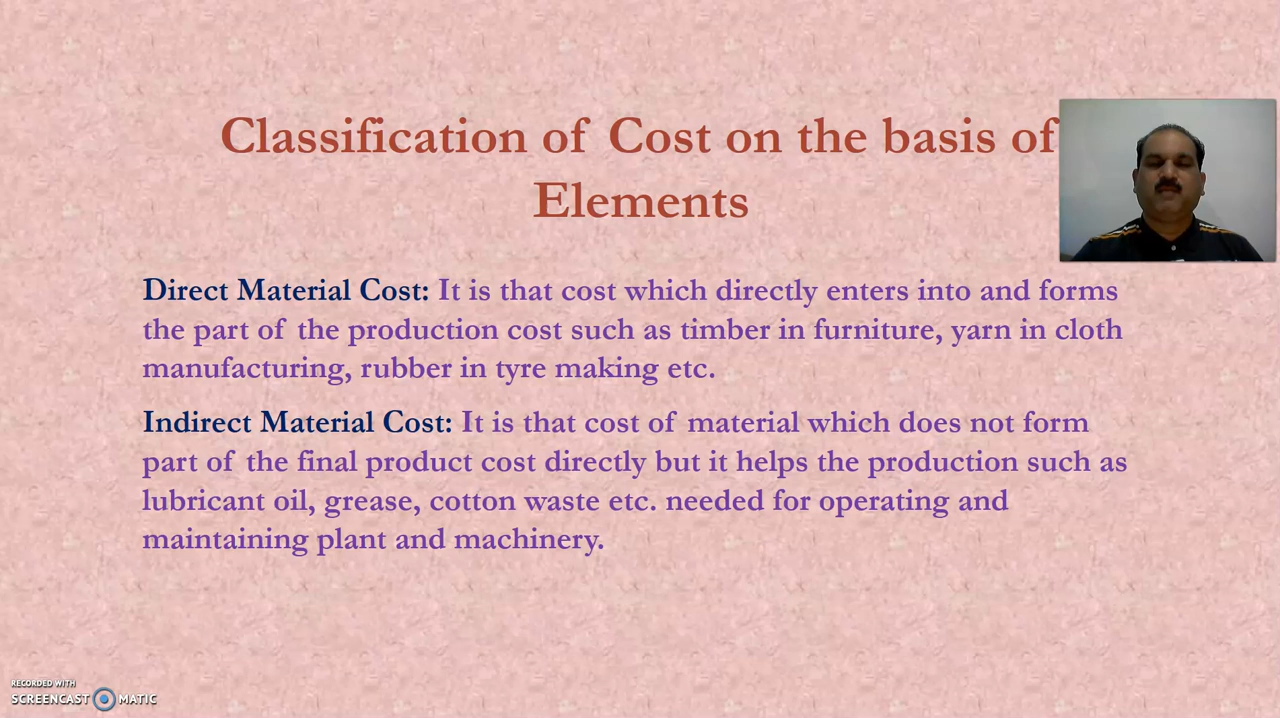 Classification of Cost on the basis of
Elements
Direct Material Cost: It is that cost which directly enters into and forms
the part of the production cost such as timber in furniture, yarn in cloth
manufacturing, rubber in tyre making etc.
Indirect Material Cost: It is that cost of material which does not form
part of the final product cost directly but it helps the production such as
lubricant oil, grease, cotton waste etc. needed for operating and
maintaining plant and machinery.
RECORDED WITH
SCREENCAST MATIC